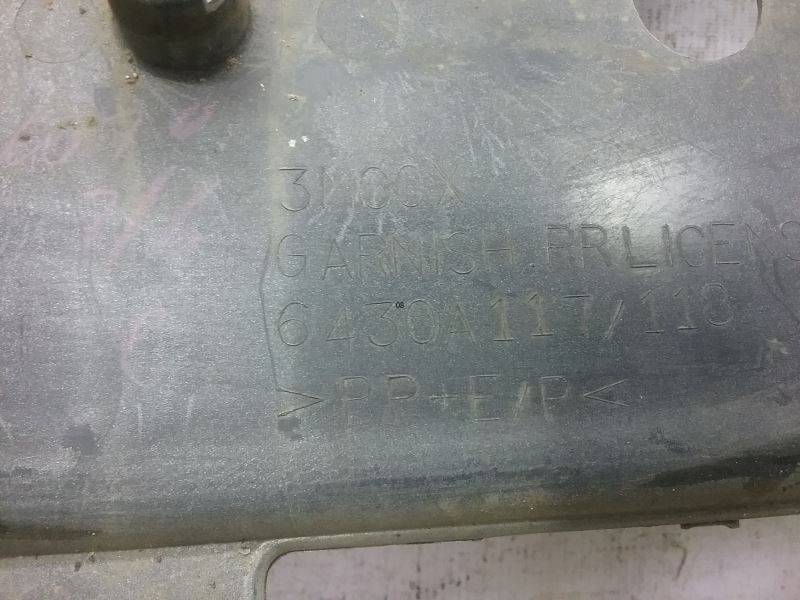 GARNISH.RR LICENS
6430A117/118
>PP+E/P<